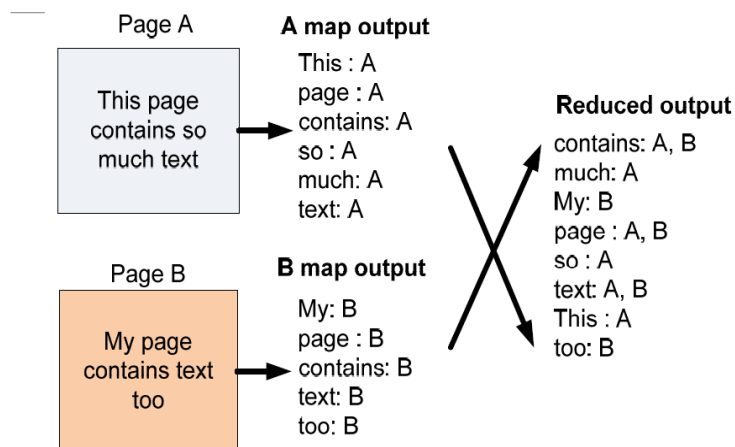 Page A
This page
contains so
much text
A map output
This : A
page : A
contains: A
so : A
much: A
text: A
Page B
My page
contains text
too
B map output
My: B
page : B
contains: B
text: B
too: B
Reduced output
contains: A, B
much: A
My: B
page : A, B
so : A
text: A, B
This : A
too: B